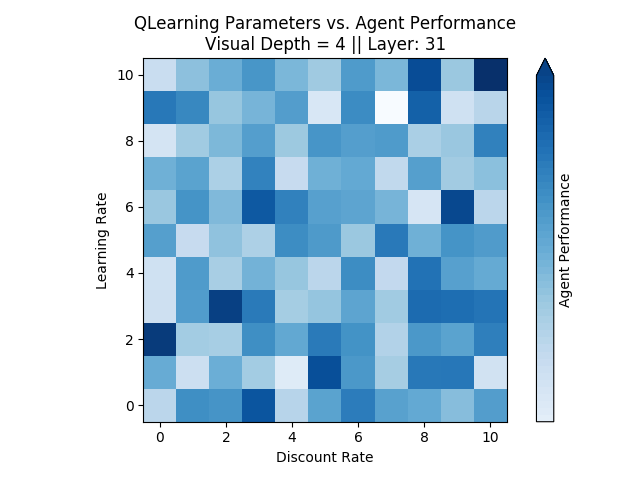 QLearning Parameters vs. Agent Performance
Visual Depth = 4 || Layer: 31
10
8
6
4
2
0
Learning Rate
0 2 4 6 8 10
Discount Rate
Agent Performance